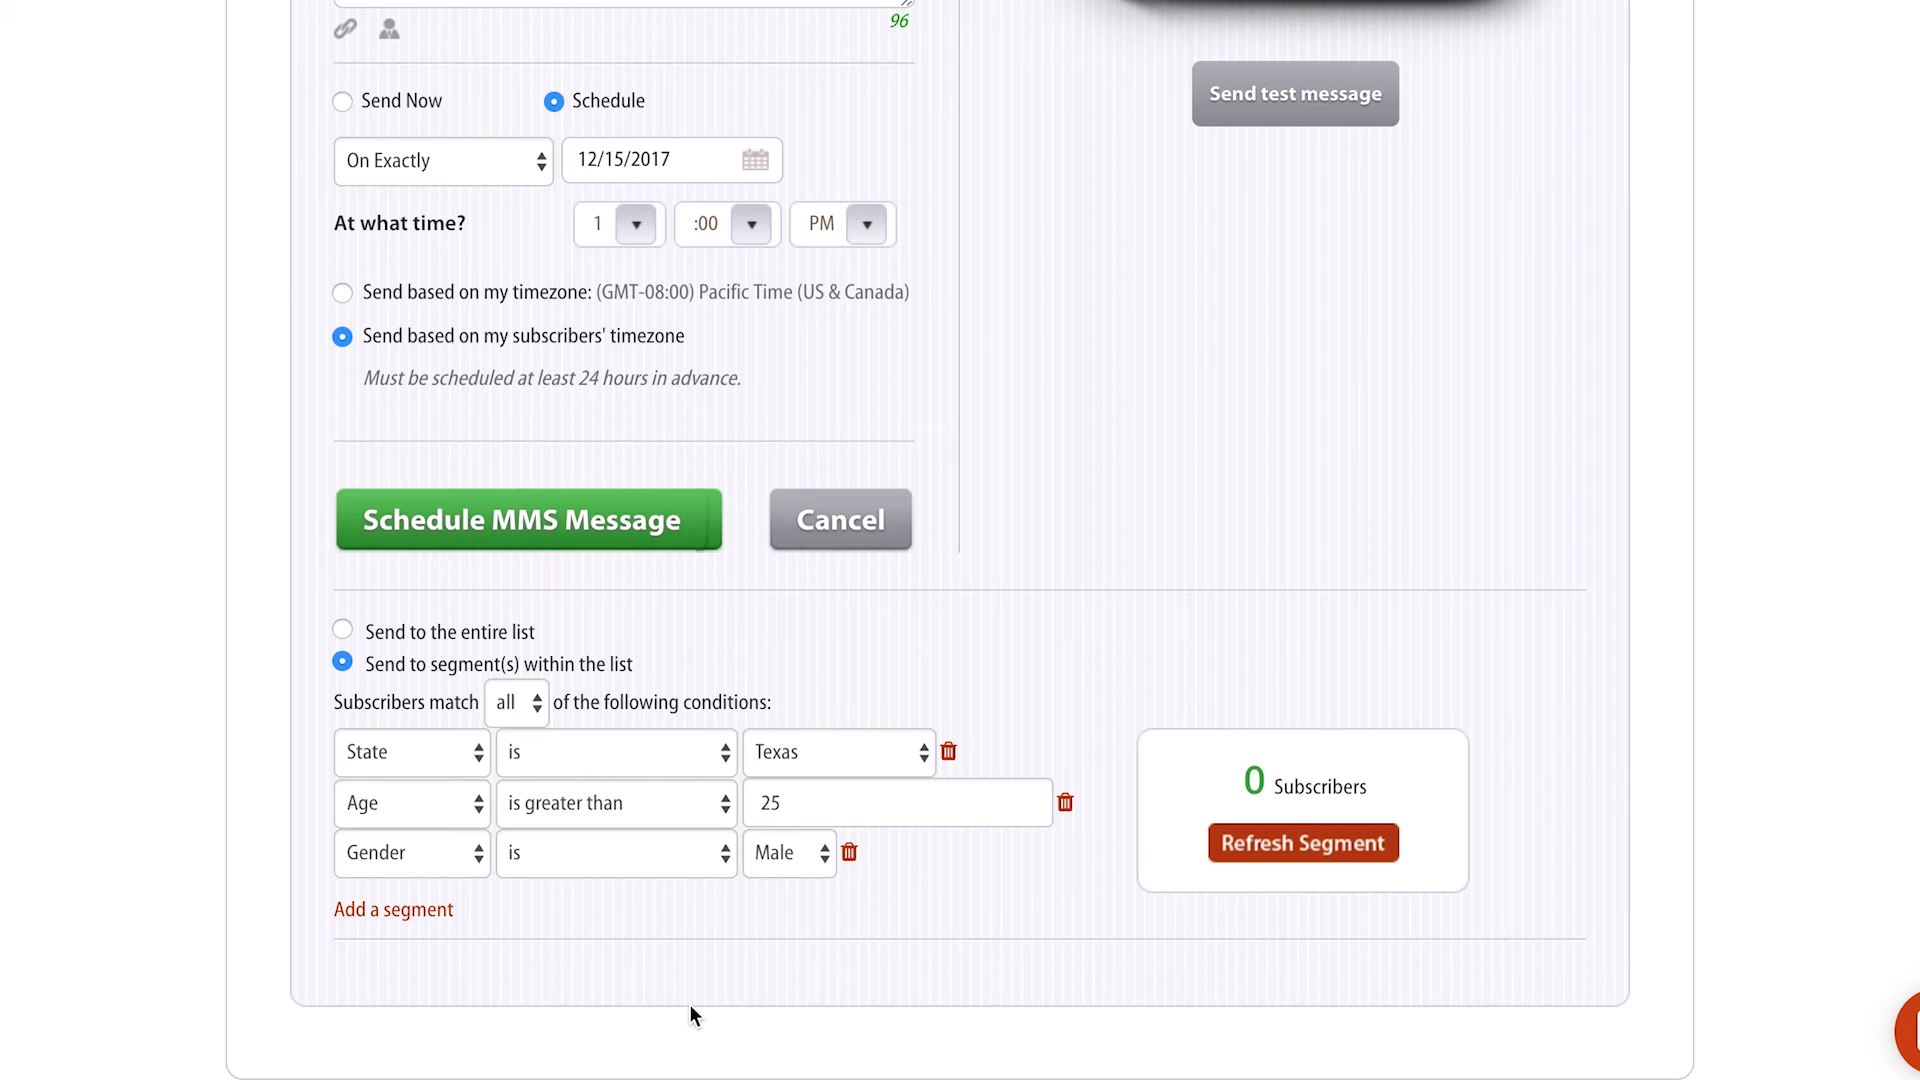 96
Send Now Schedule Send test message
On Exactly 12/15/2017
At what time? 1 :00 PM
Send based on my timezone: (GMT-08:00) Pacific Time (US & Canada)
Send based on my subscribers' timezone
Must be scheduled at least 24 hours in advance.
Schedule MMS Message Cancel
Send to the entire list
Send to segment(s) within the list
Subscribers match all of the following conditions:
State is Texas
Age is greater than 25
Gender is Male
0 Subscribers
Refresh Segment
Add a segment